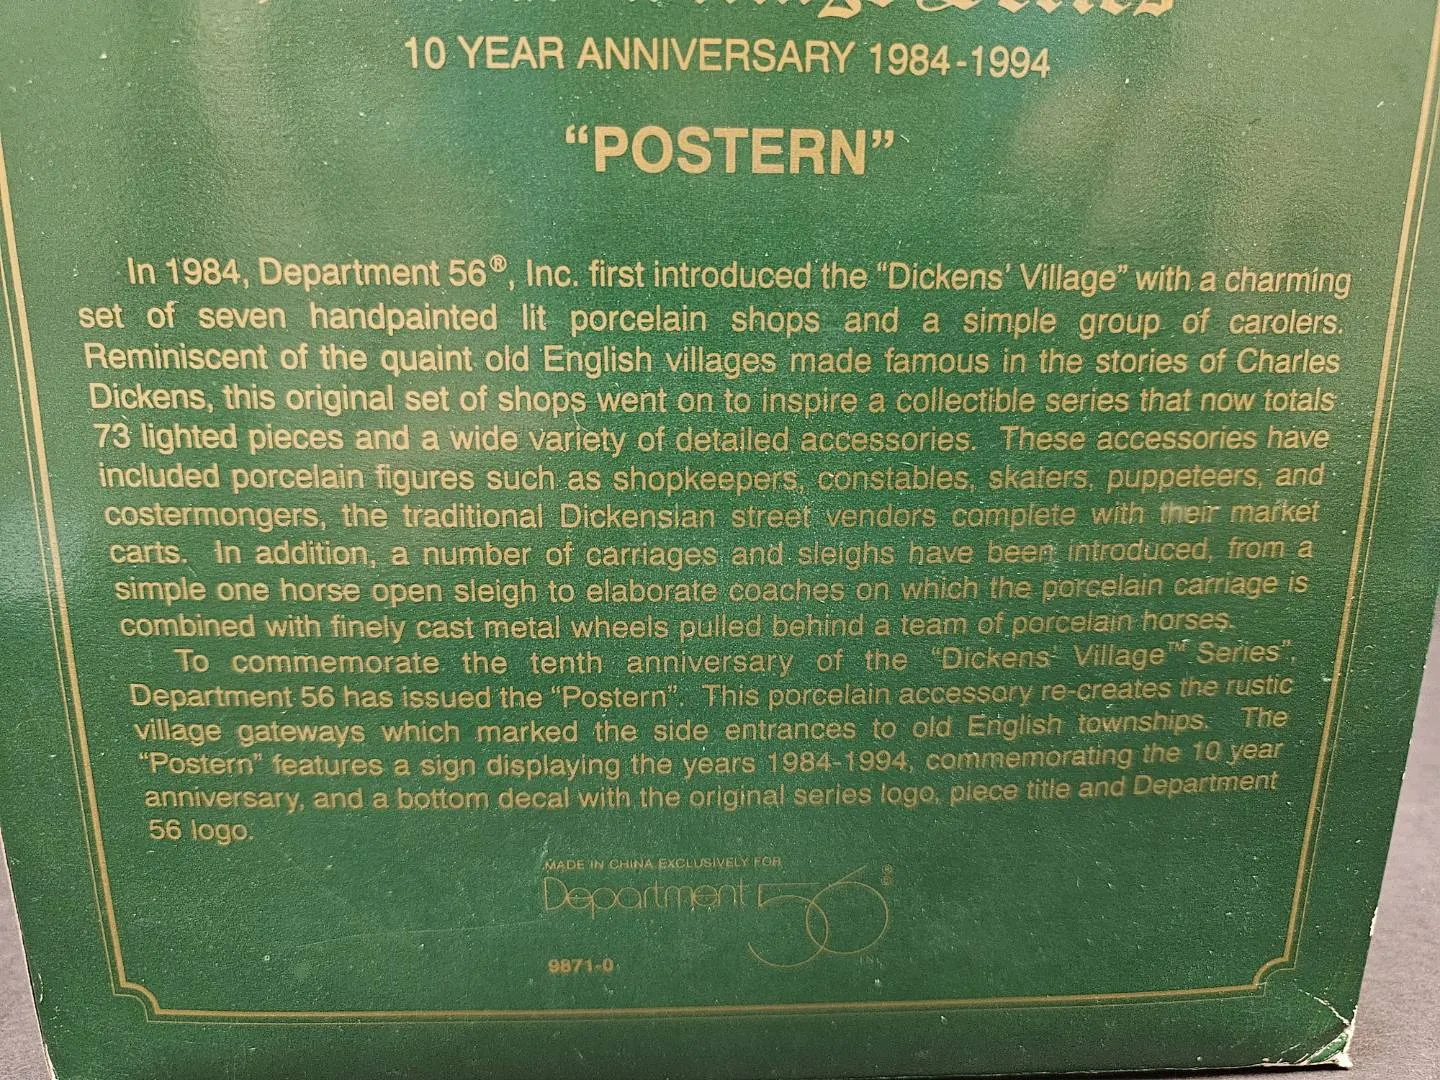 Series
10 YEAR ANNIVERSARY 1984-1994
“POSTERN”
In 1984, Department 56®, Inc. first introduced the “Dickens’ Village” with a charming
set of seven handpainted lit porcelain shops and a simple group of carolers.
Reminiscent of the quaint old English villages made famous in the stories of Charles
Dickens, this original set of shops went on to inspire a collectible series that now totals
73 lighted pieces and a wide variety of detailed accessories. These accessories have
included porcelain figures such as shopkeepers, constables, skaters, puppeteers, and
costermongers, the traditional Dickensian street vendors complete with their market
carts. In addition, a number of carriages and sleighs have been introduced, from a
simple one horse open sleigh to elaborate coaches on which the porcelain carriage is
combined with finely cast metal wheels pulled behind a team of porcelain horses.
To commemorate the tenth anniversary of the “Dickens’ Village™ Series”,
Department 56 has issued the “Postern”. This porcelain accessory re-creates the rustic
village gateways which marked the side entrances to old English townships. The
“Postern” features a sign displaying the years 1984-1994, commemorating the 10 year
anniversary, and a bottom decal with the original series logo, piece title and Department
56 logo.
MADE IN CHINA EXCLUSIVELY FOR
Department 56®
INC.
9871-0